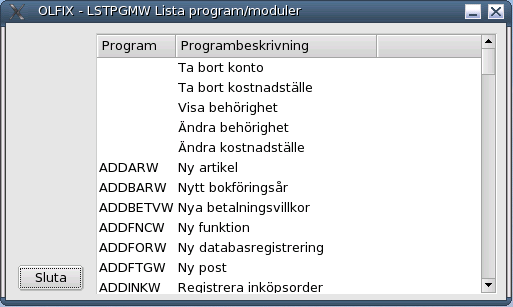 OLFIX - LSTPGMW Lista program/moduler
Program Programbeskrivning
Ta bort konto
Ta bort kostnadställe
Visa behörighet
Ändra behörighet
Ändra kostnadställe
ADDARW Ny artikel
ADDBARW Nytt bokföringsår
ADDBETVW Nya betalningsvillkor
ADDFNCW Ny funktion
ADDFORW Ny databasregistrering
ADDFTGW Ny post
ADDINKW Registrera inköpsorder
Sluta